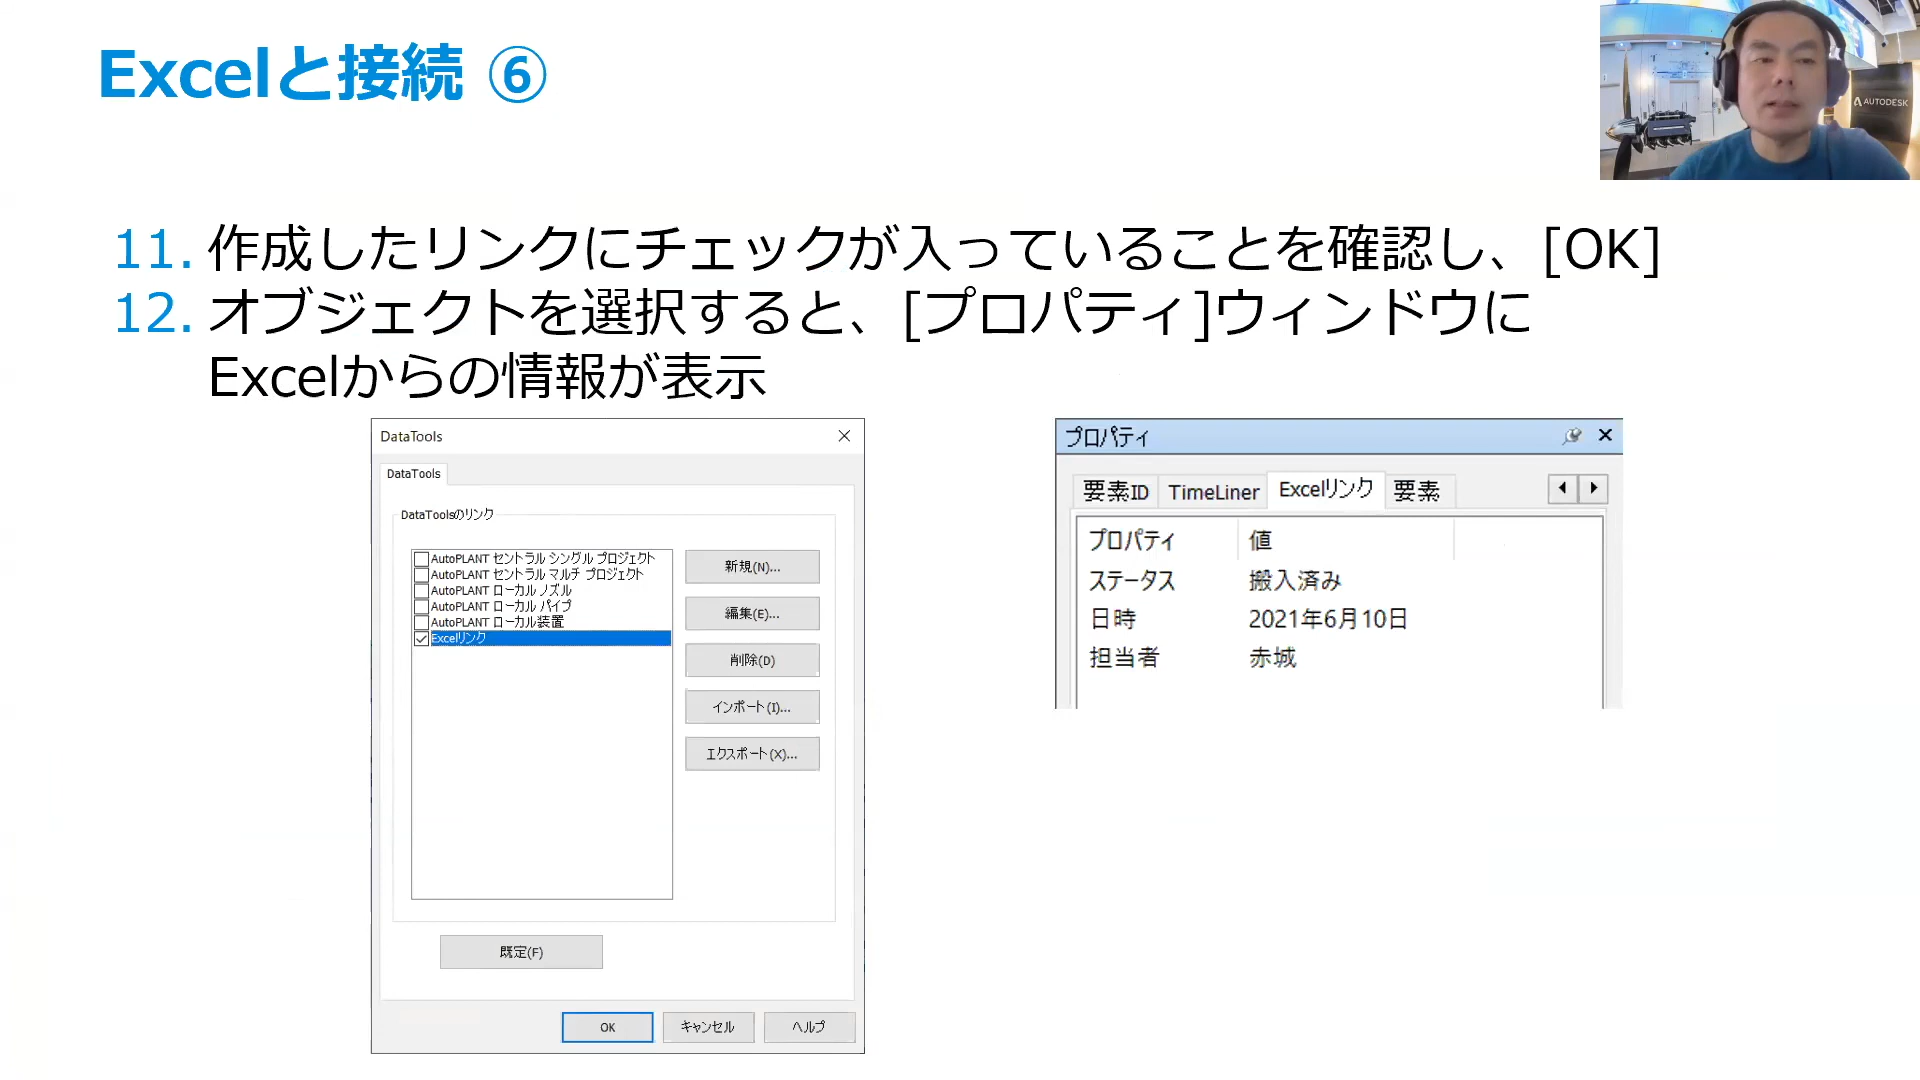 Excelと接続 ⑥
AUTODESK
11. 作成したリンクにチェックが入っていることを確認し、[OK]
12. オブジェクトを選択すると、[プロパティ]ウィンドウに
Excelからの情報が表示
DataTools
DataTools
DataToolsのリンク
AutoPLANT セントラル シングル プロジェクト
AutoPLANT セントラル マルチ プロジェクト
AutoPLANT ローカル ノズル
AutoPLANT ローカル パイプ
AutoPLANT ローカル装置
Excelリンク
新規(N)...
編集(E)...
削除(D)
インポート(I)...
エクスポート(X)...
既定(F)
OK キャンセル ヘルプ
プロパティ
要素ID TimeLiner Excelリンク 要素
プロパティ 値
ステータス 搬入済み
日時 2021年6月10日
担当者 赤城